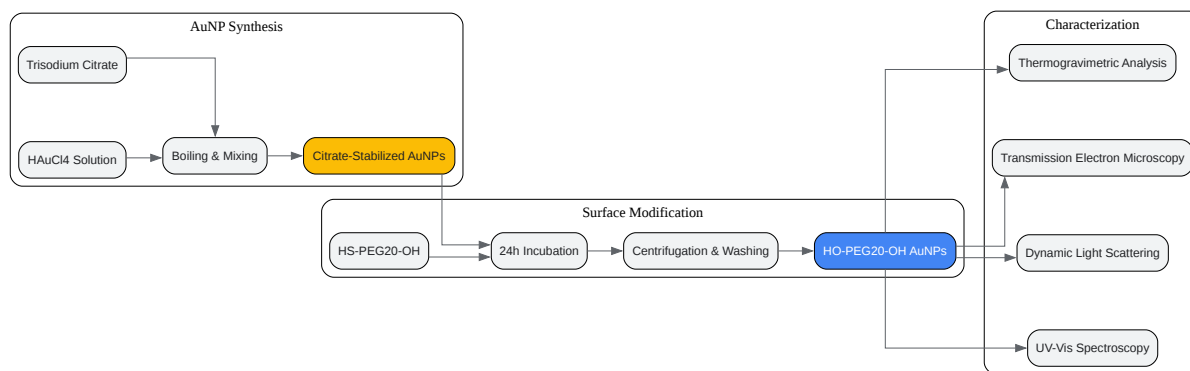 AuNP Synthesis
Trisodium Citrate
HAuCl4 Solution
Boiling & Mixing
Citrate-Stabilized AuNPs
Surface Modification
HS-PEG20-OH
24h Incubation
Centrifugation & Washing
HO-PEG20-OH AuNPs
Characterization
Thermogravimetric Analysis
Transmission Electron Microscopy
Dynamic Light Scattering
UV-Vis Spectroscopy